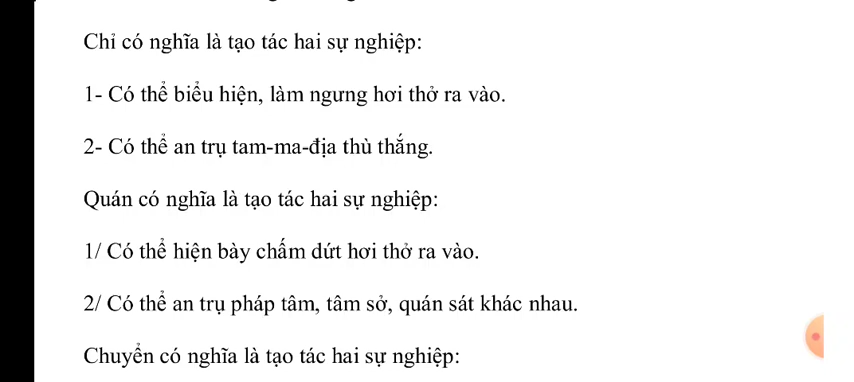 Chỉ có nghĩa là tạo tác hai sự nghiệp:
1- Có thể biểu hiện, làm ngưng hơi thở ra vào.
2- Có thể an trụ tam-ma-địa thù thắng.
Quán có nghĩa là tạo tác hai sự nghiệp:
1/ Có thể hiện bày chấm dứt hơi thở ra vào.
2/ Có thể an trụ pháp tâm, tâm sở, quán sát khác nhau.
Chuyển có nghĩa là tạo tác hai sự nghiệp: